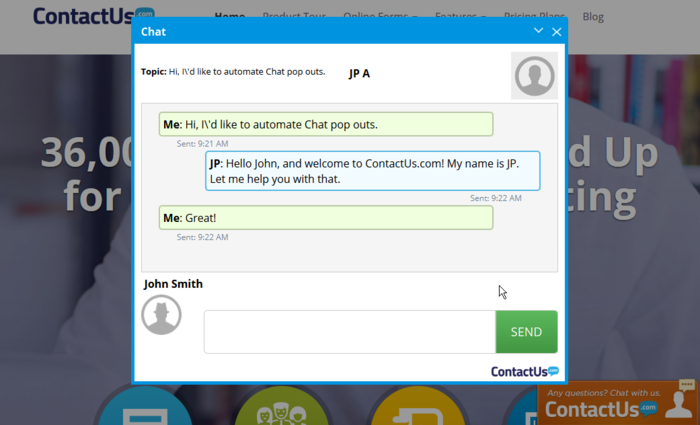 ContactUs.com Home Product Tour Online Forms Features Pricing Plans Blog
Chat
Topic: Hi, I\'d like to automate Chat pop outs. JP A
Me: Hi, I\'d like to automate Chat pop outs.
Sent: 9:21 AM
JP: Hello John, and welcome to ContactUs.com! My name is JP.
Let me help you with that.
Sent: 9:22 AM
Me: Great!
Sent: 9:22 AM
36,00
d Up
for
ting
John Smith
SEND
ContactUs.com
Any questions? Chat with us.
ContactUs.com